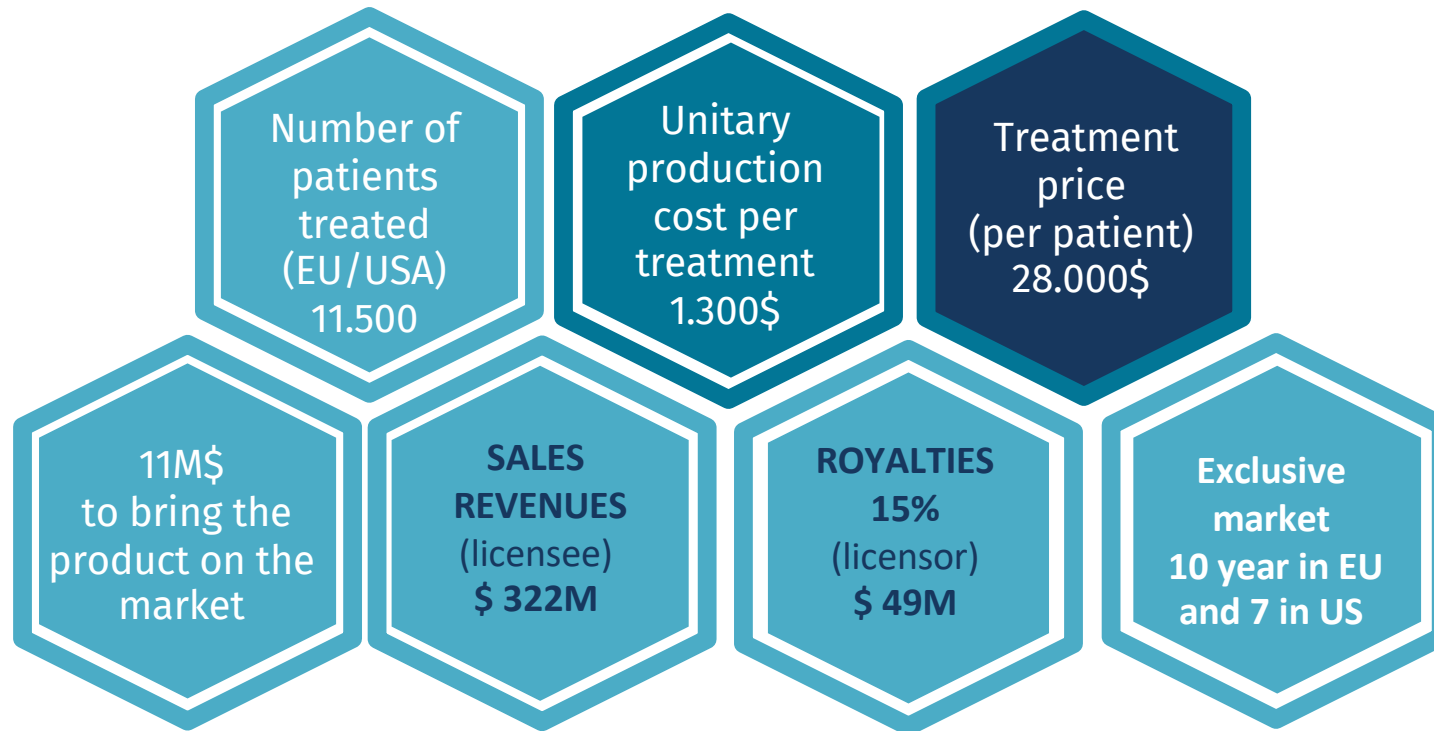 Number of
patients
treated
(EU/USA)
11.500
Unitary
production
cost per
treatment
1.300$
Treatment
price
(per patient)
28.000$
11M$
to bring the
product on the
market
SALES
REVENUES
(licensee)
$ 322M
ROYALTIES
15%
(licensor)
$ 49M
Exclusive
market
10 year in EU
and 7 in US